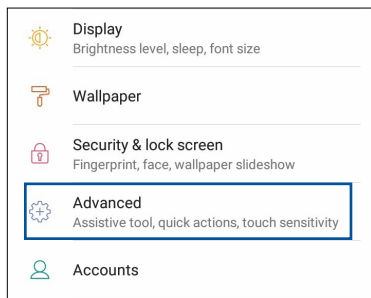 Display
Brightness level, sleep, font size
Wallpaper
Security & lock screen
Fingerprint, face, wallpaper slideshow
Advanced
Assistive tool, quick actions, touch sensitivity
Accounts